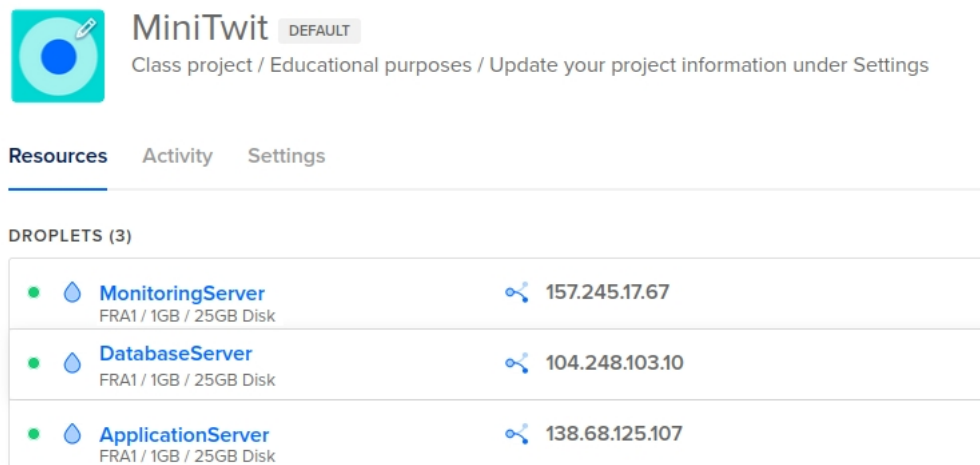 MiniTwit DEFAULT
Class project / Educational purposes / Update your project information under Settings
Resources Activity Settings
DROPLETS (3)
MonitoringServer 157.245.17.67
FRA1 / 1GB / 25GB Disk
DatabaseServer 104.248.103.10
FRA1 / 1GB / 25GB Disk
ApplicationServer 138.68.125.107
FRA1 / 1GB / 25GB Disk